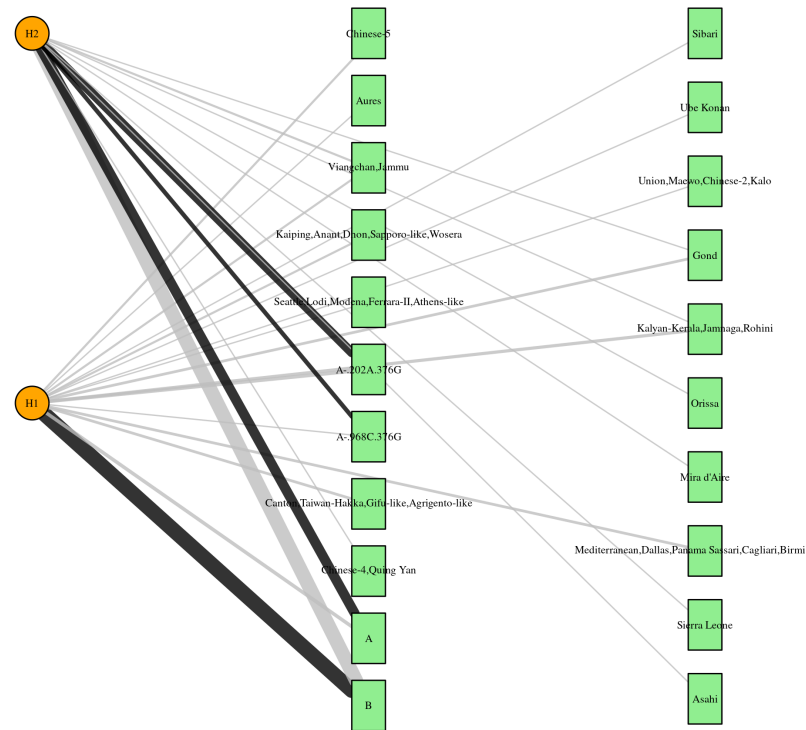 H2
H1
Chinese-5
Aures
Viangchan,Jammu
Kaiping,Anant,Dhon,Sapporo-like,Wosera
Seattle,Lodi,Modena,Ferrara-II,Athens-like
A-.202A.376G
A-.968C.376G
Canton,Taiwan-Hakka,Gifu-like,Agrigento-like
Chinese-4,Quing Yan
A
B
Sibari
Ube Konan
Union,Maewo,Chinese-2,Kalo
Gond
Kalyan-Kerala,Jamnaga,Rohini
Orissa
Mira d'Aire
Mediterranean,Dallas,Panama Sassari,Cagliari,Birmi
Sierra Leone
Asahi